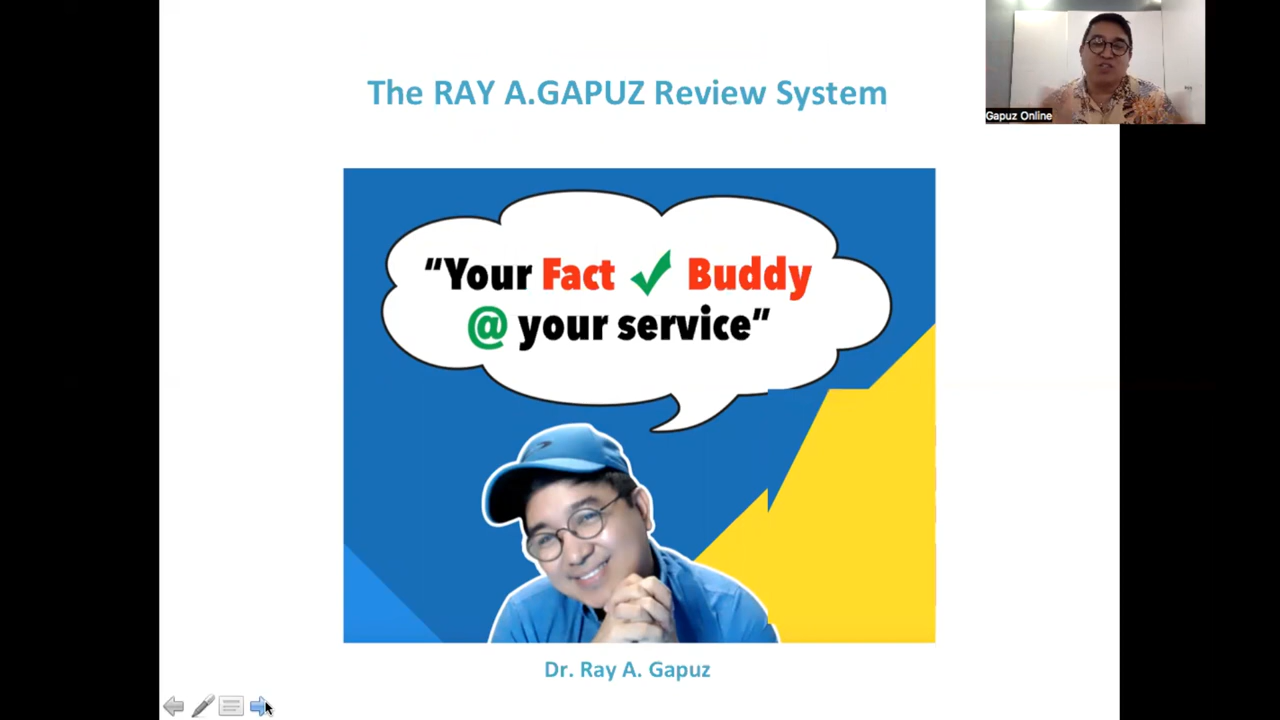 The RAY A.GAPUZ Review System
Gapuz Online
“Your Fact ✓ Buddy
@ your service”
Dr. Ray A. Gapuz